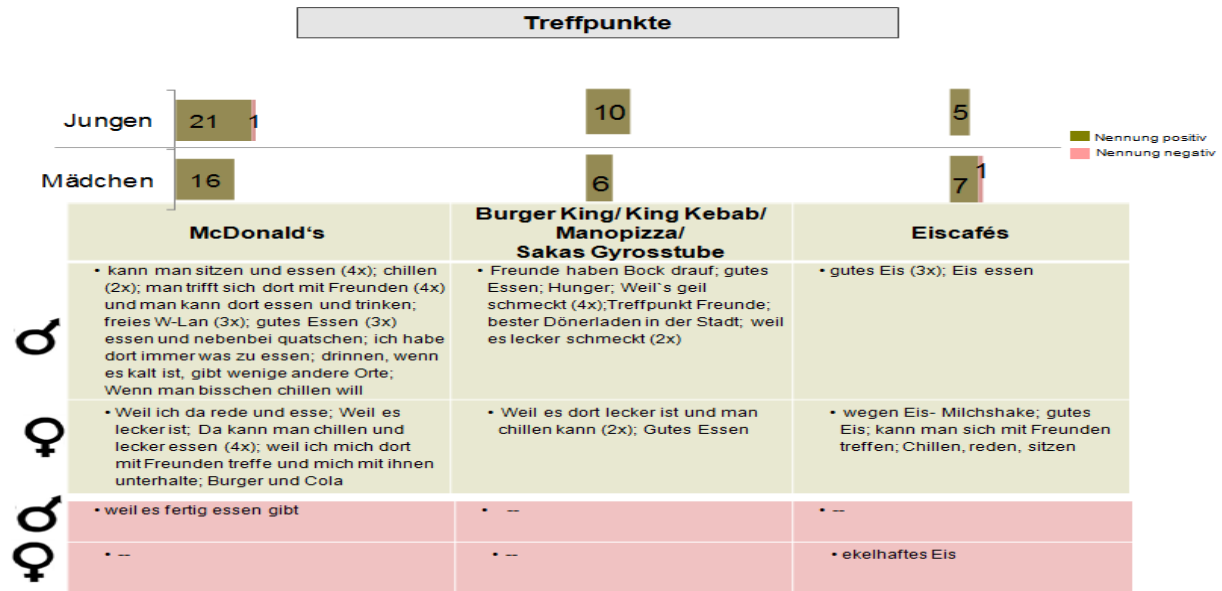 Treffpunkte
Jungen
21
1
10
5
Nennung positiv
Nennung negativ
Mädchen
16
6
7
1
McDonald‘s
Burger King/ King Kebab/
Manopizza/
Sakas Gyrosstube
Eiscafés
• kann man sitzen und essen (4x); chillen
(2x); man trifft sich dort mit Freunden (4x)
und man kann dort essen und trinken;
freies W-Lan (3x); gutes Essen (3x)
essen und nebenbei quatschen; ich habe
dort immer was zu essen; drinnen, wenn
es kalt ist, gibt wenige andere Orte;
Wenn man bisschen chillen will
• Freunde haben Bock drauf; gutes
Essen; Hunger; Weil`s geil
schmeckt (4x);Treffpunkt Freunde;
bester Dönerladen in der Stadt; weil
es lecker schmeckt (2x)
• gutes Eis (3x); Eis essen
• Weil ich da rede und esse; Weil es
lecker ist; Da kann man chillen und
lecker essen (4x); weil ich mich dort
mit Freunden treffe und mich mit ihnen
unterhalte; Burger und Cola
• Weil es dort lecker ist und man
chillen kann (2x); Gutes Essen
• wegen Eis- Milchshake; gutes
Eis; kann man sich mit Freunden
treffen; Chillen, reden, sitzen
• weil es fertig essen gibt
• --
• --
• --
• --
• ekelhaftes Eis